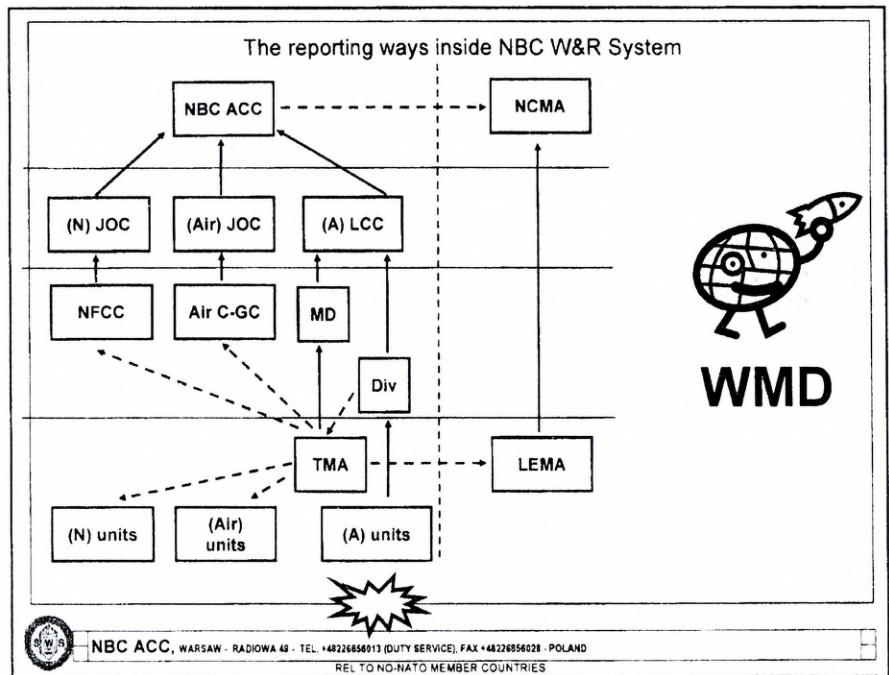 The reporting ways inside NBC W&R System
NBC ACC
NCMA
(N) JOC
(Air) JOC
(A) LCC
NFCC
Air C-GC
MD
Div
WMD
TMA
LEMA
(N) units
(Air)
units
(A) units
S W S
NBC ACC, WARSAW - RADIOWA 49 - TEL. +48226856013 (DUTY SERVICE), FAX +48226856028 - POLAND
REL TO NO-NATO MEMBER COUNTRIES